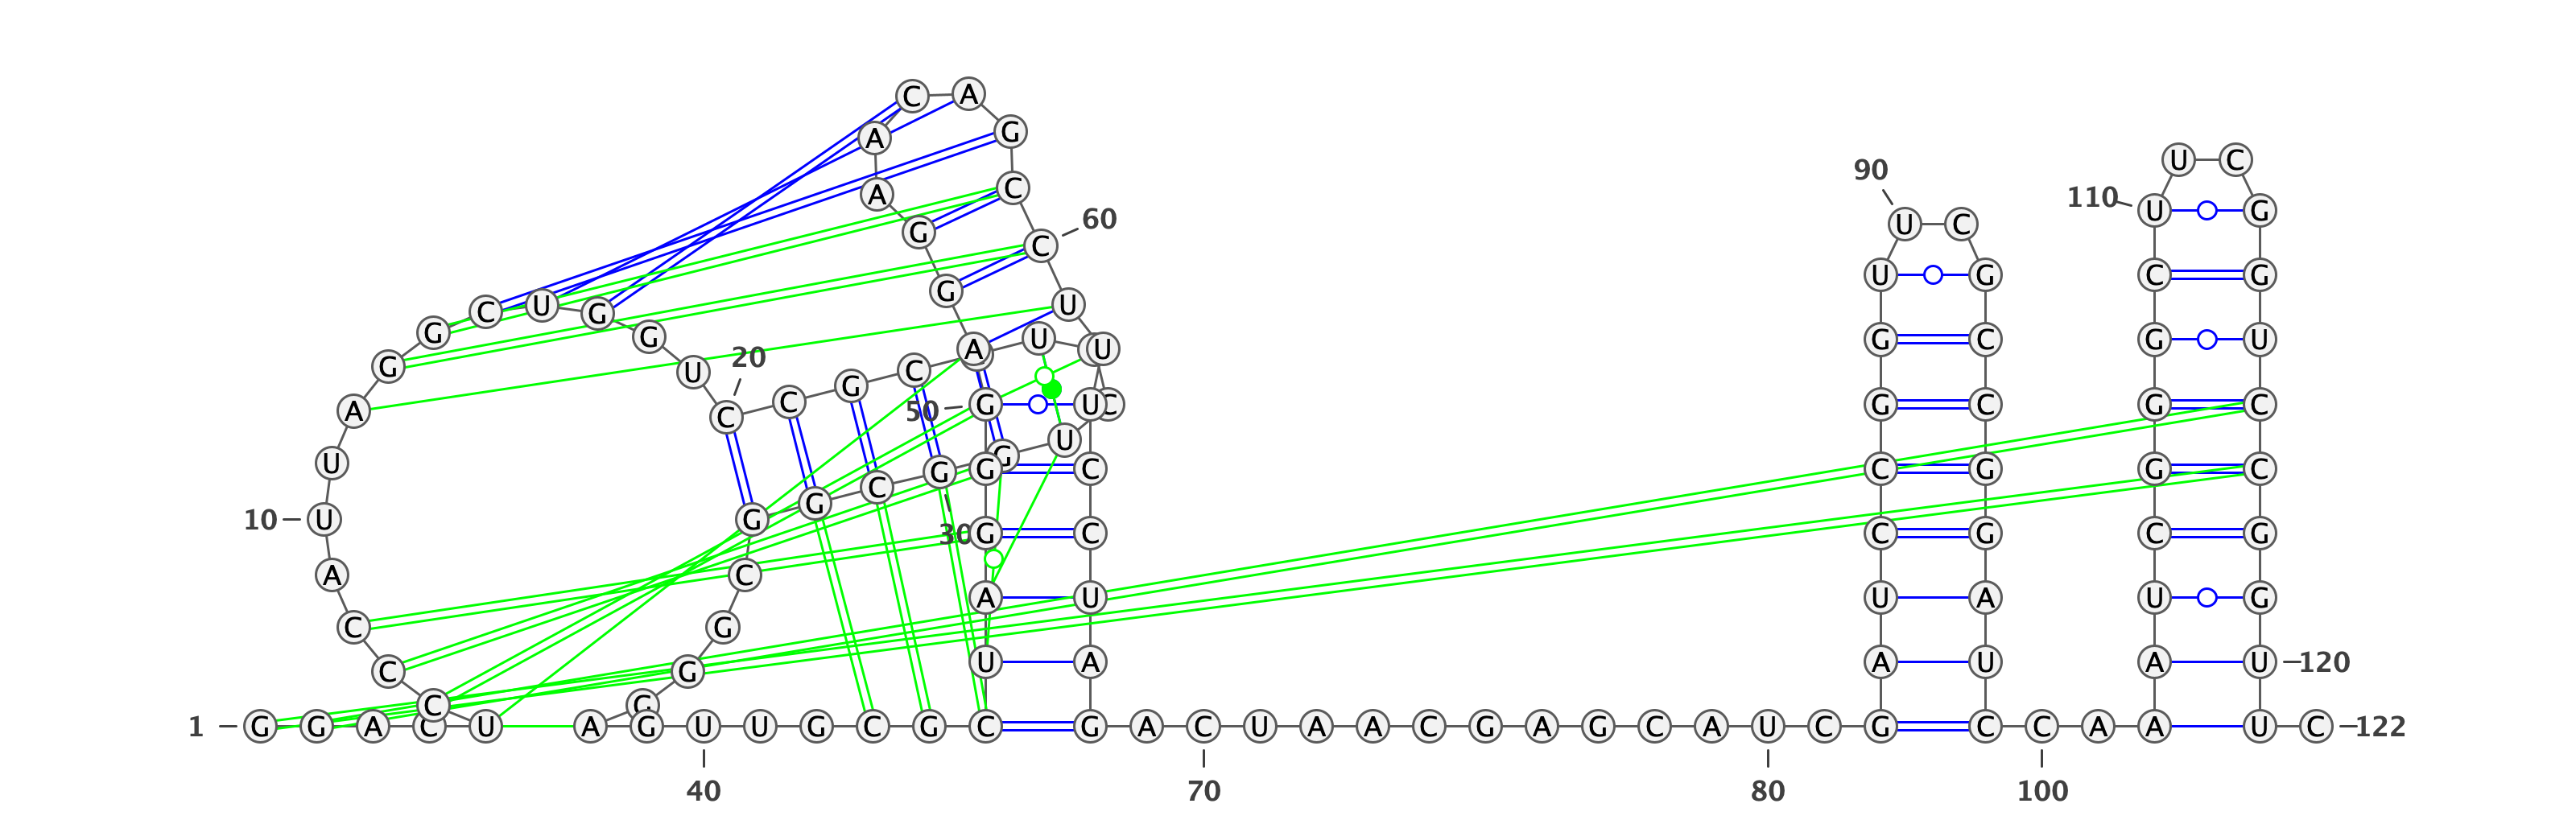 C A
A G
U C
90
A C
110 U G
U C
G 60
C
U G C G
G U
C U G
G G
A U U
G C G U
20
G U C
C G
A 50 G U C
G C G C
C
U
U G C G G C
C G G C
G G
10 U G
30 G C
C G C G
A C
A U U A U G
C G
C G U A
A U A U 120
C G
1 G G A C U A G U U G C G C G A C U A A C G A G C A U C G C C A A A U C 122
40 70 80 100